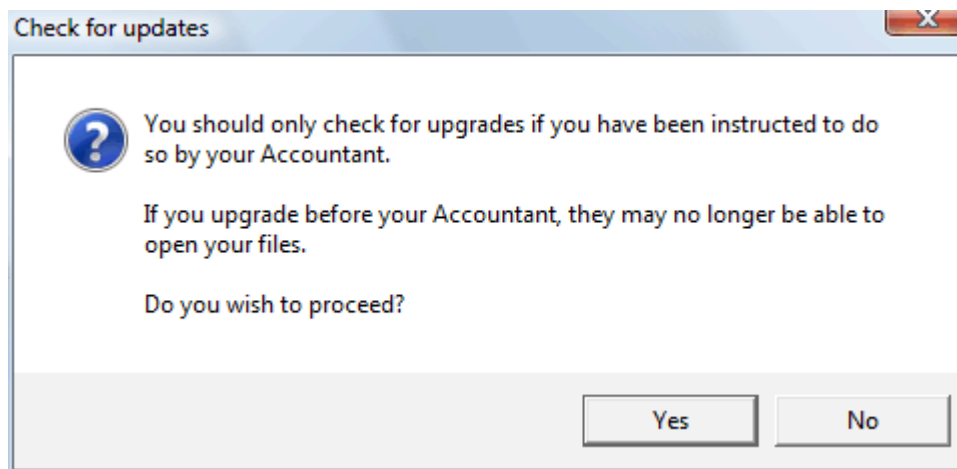 Check for updates
You should only check for upgrades if you have been instructed to do
so by your Accountant.
If you upgrade before your Accountant, they may no longer be able to
open your files.
Do you wish to proceed?
Yes
No